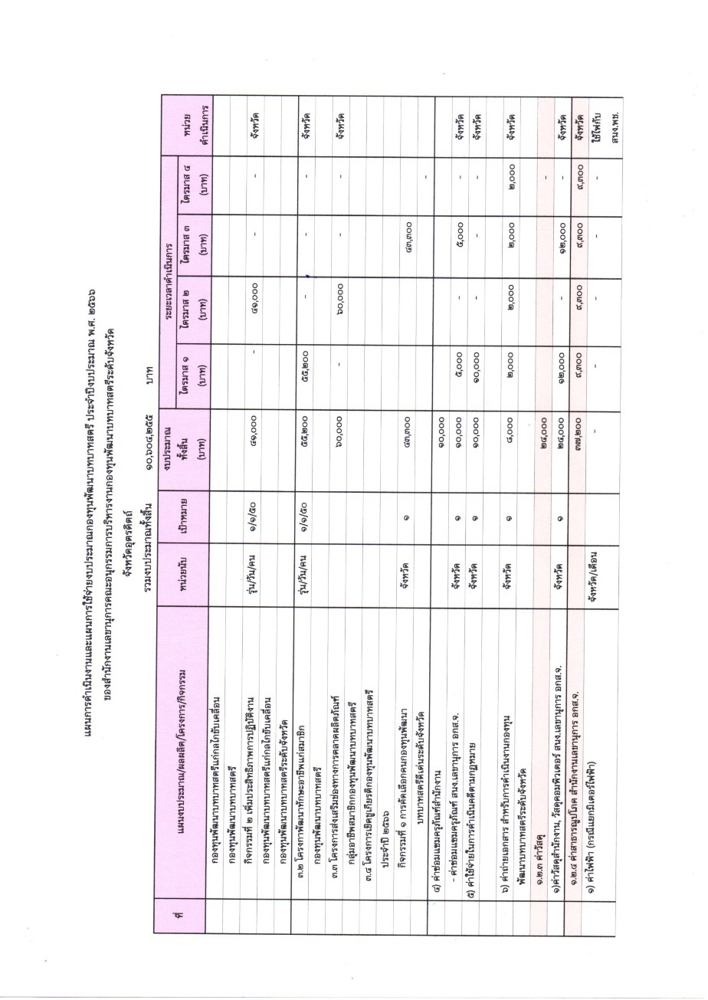 แผนการดำเนินงานและแผนการใช้จ่ายงบประมาณกองทุนพัฒนาบทบาทสตรี ประจำปีงบประมาณ พ.ศ. ๒๕๖๖
ของสำนักงานเลขานุการคณะอนุกรรมการบริหารงานกองทุนพัฒนาบทบาทสตรีระดับจังหวัด
จังหวัดอุตรดิตถ์
รวมงบประมาณทั้งสิ้น ๑๐,๖๐๔,๒๕๕ บาท
ที่ แผนงบประมาณ/ผลผลิต/โครงการ/กิจกรรม หน่วยนับ เป้าหมาย งบประมาณ ทั้งสิ้น (บาท) ระยะเวลาดำเนินการ หน่วย ดำเนินการ
ไตรมาส ๑ (บาท) ไตรมาส ๒ (บาท) ไตรมาส ๓ (บาท) ไตรมาส ๔ (บาท)
กองทุนพัฒนาบทบาทสตรีแก่กลไกขับเคลื่อน
กองทุนพัฒนาบทบาทสตรี
กิจกรรมที่ ๒ เพิ่มประสิทธิภาพการปฏิบัติงาน รุ่น/วัน/คน ๑/๑/๕๐ ๔๑,๐๐๐ - ๔๑,๐๐๐ - - จังหวัด
กองทุนพัฒนาบทบาทสตรีแก่กลไกขับเคลื่อน
กองทุนพัฒนาบทบาทสตรีระดับจังหวัด
๓.๒ โครงกาพัฒนาทักษะอาชีพแก่สมาชิก รุ่น/วัน/คน ๑/๑/๕๐ ๕๕,๒๐๐ ๕๕,๒๐๐ - - - จังหวัด
กองทุนพัฒนาบทบาทสตรี
๓.๓ โครงการส่งเสริมช่องทางการตลาดผลิตภัณฑ์ ๖๐,๐๐๐ - ๖๐,๐๐๐ - - จังหวัด
กลุ่มอาชีพสมาชิกกองทุนพัฒนาบทบาทสตรี
๓.๔ โครงการเชิดชูเกียรติกองทุนพัฒนาบทบาทสตรี
ประจำปี ๒๕๖๖
กิจกรรมที่ ๑ การคัดเลือกคนกองทุนพัฒนา จังหวัด ๑ ๔๓,๓๐๐ ๔๓,๓๐๐
บทบาทสตรีดีเด่นระดับจังหวัด -
๔) ค่าซ่อมแซมครุภัณฑ์สำนักงาน ๑๐,๐๐๐
- ค่าซ่อมแซมครุภัณฑ์ สนง.เลขานุการ อกส.จ. จังหวัด ๑ ๑๐,๐๐๐ ๕,๐๐๐ - ๕,๐๐๐ - จังหวัด
๕) ค่าใช้จ่ายในการดำเนินคดีตามกฎหมาย จังหวัด ๑ ๑๐,๐๐๐ ๑๐,๐๐๐ - - - จังหวัด
๖) ค่าถ่ายเอกสาร สำหรับการดำเนินงานกองทุน จังหวัด ๑ ๘,๐๐๐ ๒,๐๐๐ ๒,๐๐๐ ๒,๐๐๐ ๒,๐๐๐ จังหวัด
พัฒนาบทบาทสตรีระดับจังหวัด
๑.๒.๓ ค่าวัสดุ ๒๔,๐๐๐ -
๑)ค่าวัสดุสำนักงาน, วัสดุคอมพิวเตอร์ สนง.เลขานุการ อกส.จ. จังหวัด ๑ ๒๔,๐๐๐ ๑๒,๐๐๐ - ๑๒,๐๐๐ - จังหวัด
๑.๒.๔ ค่าสาธารณูปโภค สำนักงานเลขานุการ อกส.จ. ๓๗,๒๐๐ ๙,๓๐๐ ๙,๓๐๐ ๙,๓๐๐ ๙,๓๐๐ จังหวัด
๑) ค่าไฟฟ้า (กรณีแยกมิเตอร์ไฟฟ้า) จังหวัด/เดือน - - - - - ใช้ไฟกับ
สนง.พช.